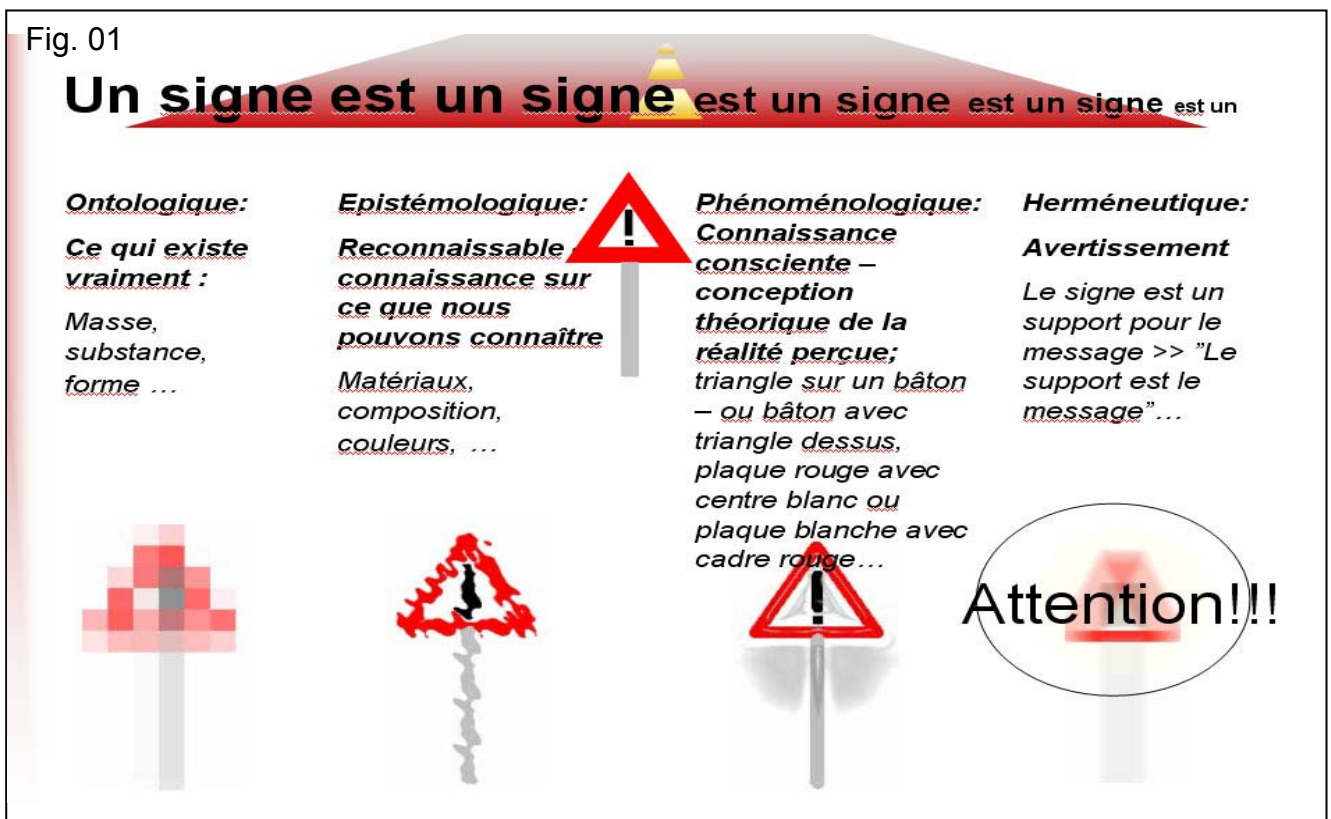 Fig. 01
Un signe est un signe est un signe est un signe est un
Ontologique:
Ce qui existe
vraiment :
Masse,
substance,
forme …
Epistémologique:
Reconnaissable -
connaissance sur
ce que nous
pouvons connaître
Matériaux,
composition,
couleurs, …
!
Phénoménologique:
Connaissance
consciente –
conception
théorique de la
réalité perçue;
triangle sur un bâton
– ou bâton avec
triangle dessus,
plaque rouge avec
centre blanc ou
plaque blanche avec
cadre rouge…
!
Herméneutique:
Avertissement
Le signe est un
support pour le
message >> ”Le
support est le
message”…
Attention!!!